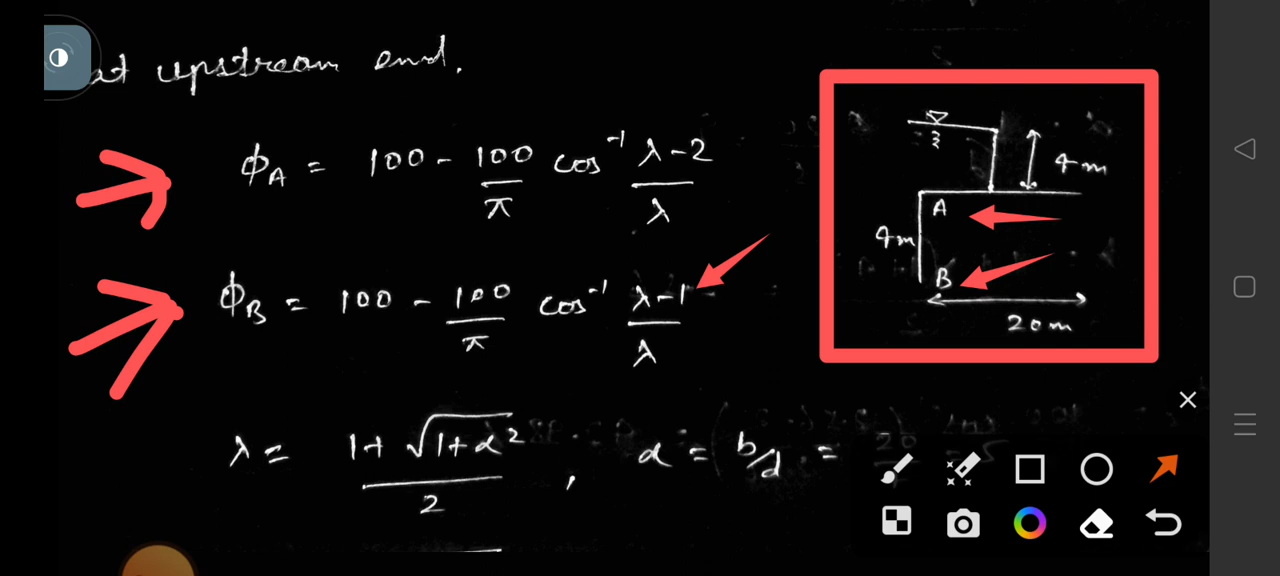 at upstream end.
ϕA = 100 - 100/π cos⁻¹ (λ-2)/λ
ϕB = 100 - 100/π cos⁻¹ (λ-1)/λ
λ = (1+√(1+α²))/2 , α = (b/d) = 20
4m
A
4m
B
20m